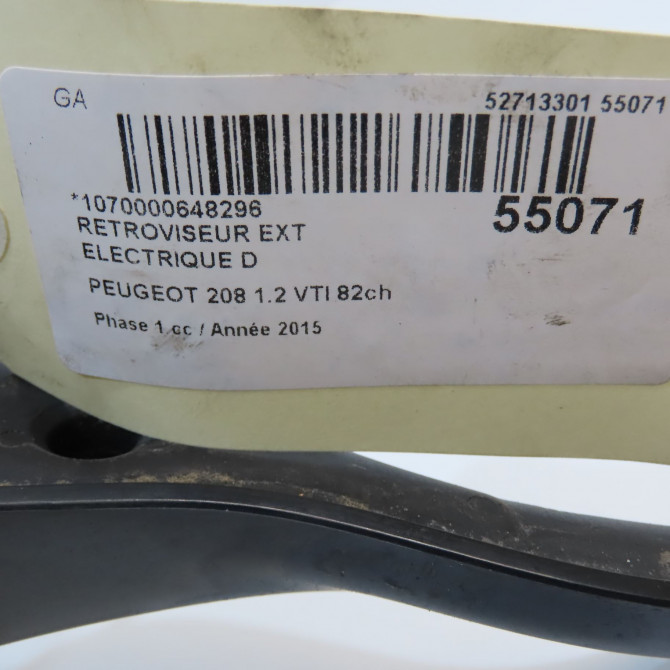 GA
52713301 55071
*1070000648296
55071
RETROVISEUR EXT
ELECTRIQUE D
PEUGEOT 208 1.2 VTI 82ch
Phase 1 cc / Année 2015